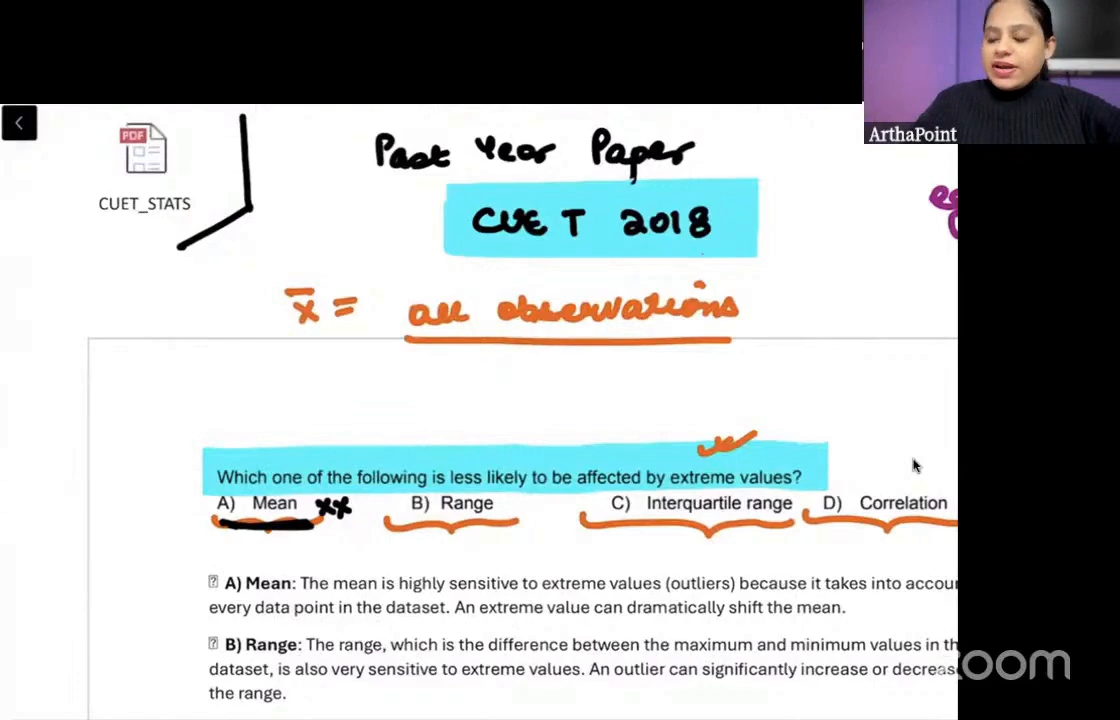 ArthaPoint
PDF
CUET_STATS
Past Year Paper
CUET 2018
x̄ = all observations
Which one of the following is less likely to be affected by extreme values?
A) Mean xx B) Range C) Interquartile range D) Correlation
A) Mean: The mean is highly sensitive to extreme values (outliers) because it takes into accou
every data point in the dataset. An extreme value can dramatically shift the mean.
B) Range: The range, which is the difference between the maximum and minimum values in th
dataset, is also very sensitive to extreme values. An outlier can significantly increase or decreas
the range.
zoom